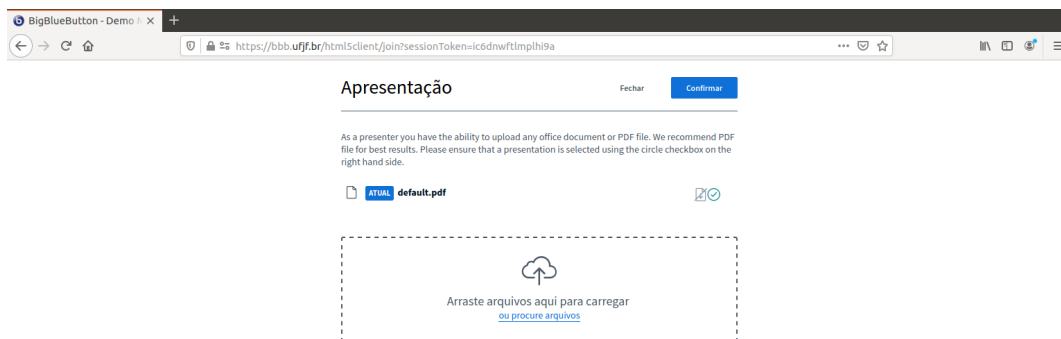 BigBlueButton - Demo M
https://bbb.ufjf.br/html5client/join?sessionToken=ic6dnwftlmplhi9a
Apresentação
Fechar
Confirmar
As a presenter you have the ability to upload any office document or PDF file. We recommend PDF
file for best results. Please ensure that a presentation is selected using the circle checkbox on the
right hand side.
ATUAL default.pdf
Arraste arquivos aqui para carregar
ou procure arquivos